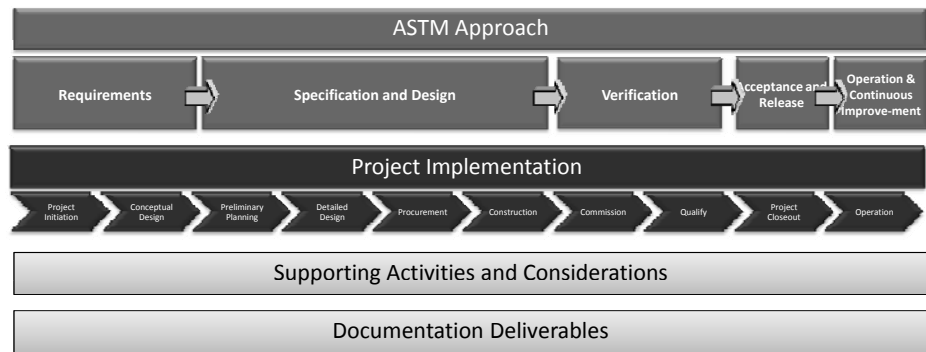 ASTM Approach
Requirements
Specification and Design
Verification
cceptance and
Release
Operation &
Continuous
Improve-ment
Project Implementation
Project
Initiation
Conceptual
Design
Preliminary
Planning
Detailed
Design
Procurement
Construction
Commission
Qualify
Project
Closeout
Operation
Supporting Activities and Considerations
Documentation Deliverables